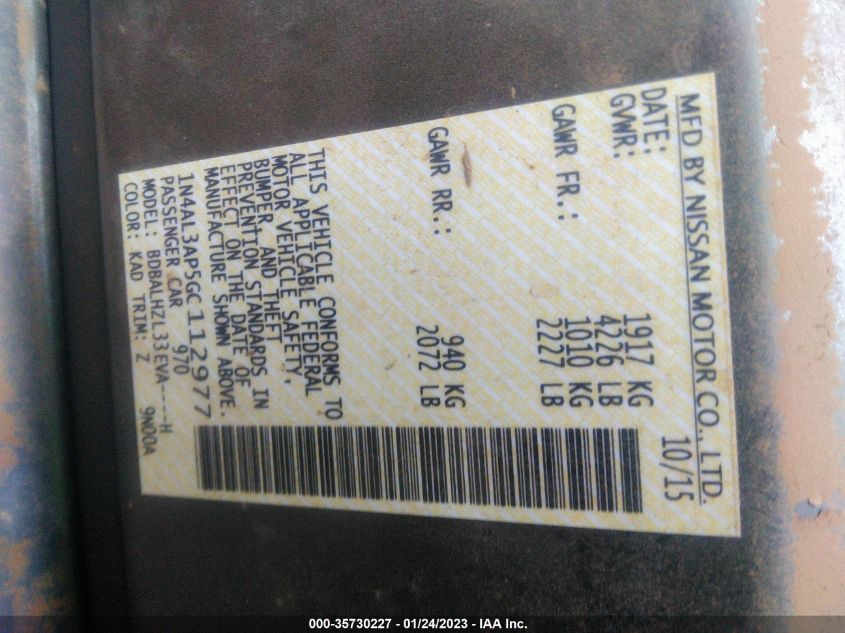 MFD BY NISSAN MOTOR CO., LTD.
DATE: 10/15
GVWR: 1917 KG
4226 LB
GAWR FR.: 1010 KG
2227 LB
GAWR RR.: 940 KG
2072 LB
THIS VEHICLE CONFORMS TO
ALL APPLICABLE FEDERAL
MOTOR VEHICLE SAFETY,
BUMPER, AND THEFT
PREVENTION STANDARDS IN
EFFECT ON THE DATE OF
MANUFACTURE SHOWN ABOVE.
1N4AL3AP5GC112977
PASSENGER CAR 970
MODEL: BDBALHZL33EVA----H
COLOR: KAD TRIM: Z 9N00A
000-35730227 - 01/24/2023 - IAA Inc.